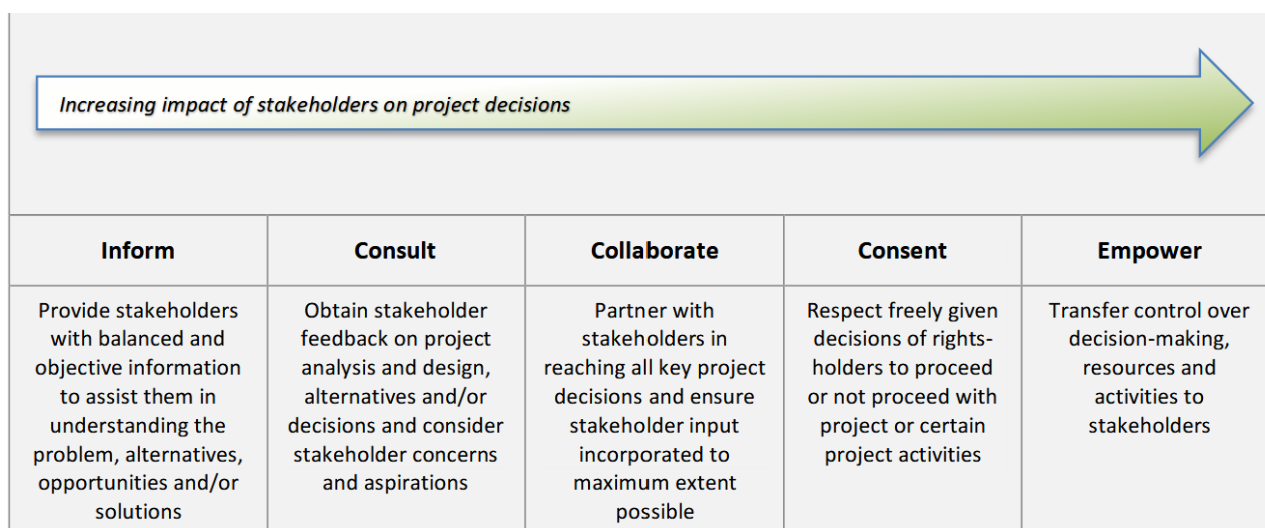 Increasing impact of stakeholders on project decisions
Inform
Consult
Collaborate
Consent
Empower
Provide stakeholders
with balanced and
objective information
to assist them in
understanding the
problem, alternatives,
opportunities and/or
solutions
Obtain stakeholder
feedback on project
analysis and design,
alternatives and/or
decisions and consider
stakeholder concerns
and aspirations
Partner with
stakeholders in
reaching all key project
decisions and ensure
stakeholder input
incorporated to
maximum extent
possible
Respect freely given
decisions of rights-
holders to proceed
or not proceed with
project or certain
project activities
Transfer control over
decision-making,
resources and
activities to
stakeholders